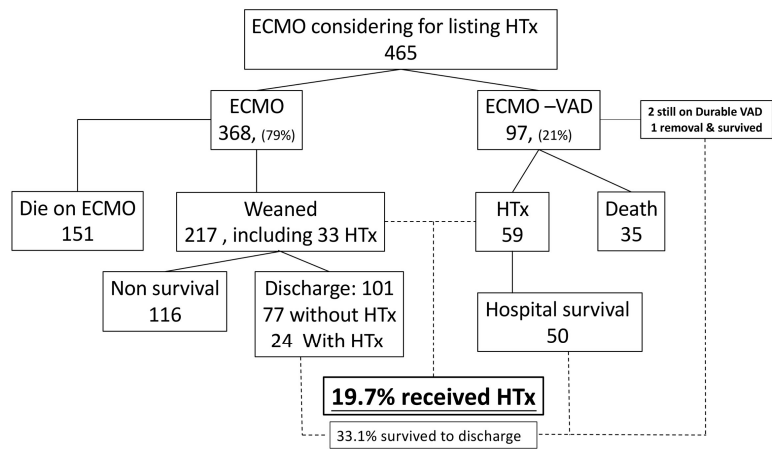 ECMO considering for listing HTx
465
ECMO
368, (79%)
ECMO –VAD
97, (21%)
2 still on Durable VAD
1 removal & survived
Die on ECMO
151
Weaned
217 , including 33 HTx
HTx
59
Death
35
Non survival
116
Discharge: 101
77 without HTx
24 With HTx
Hospital survival
50
19.7% received HTx
33.1% survived to discharge